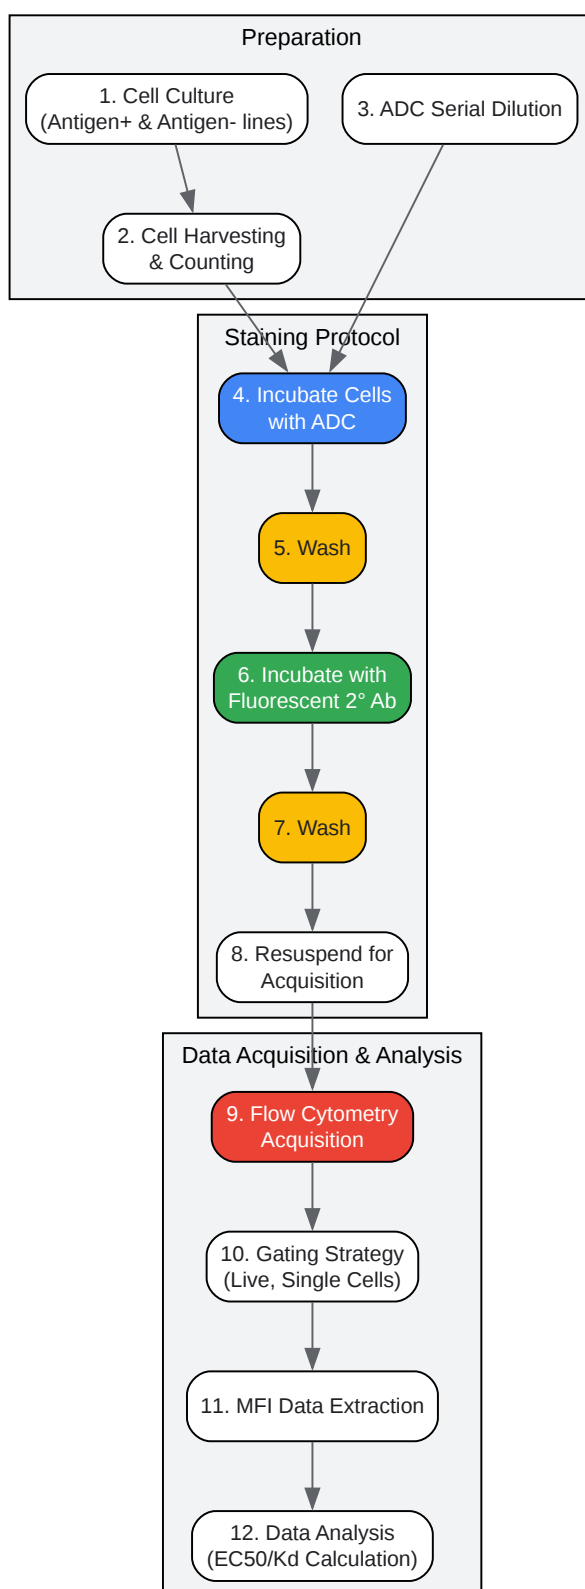 Preparation
1. Cell Culture
(Antigen+ & Antigen- lines)
3. ADC Serial Dilution
2. Cell Harvesting
& Counting
Staining Protocol
4. Incubate Cells
with ADC
5. Wash
6. Incubate with
Fluorescent 2° Ab
7. Wash
8. Resuspend for
Acquisition
Data Acquisition & Analysis
9. Flow Cytometry
Acquisition
10. Gating Strategy
(Live, Single Cells)
11. MFI Data Extraction
12. Data Analysis
(EC50/Kd Calculation)